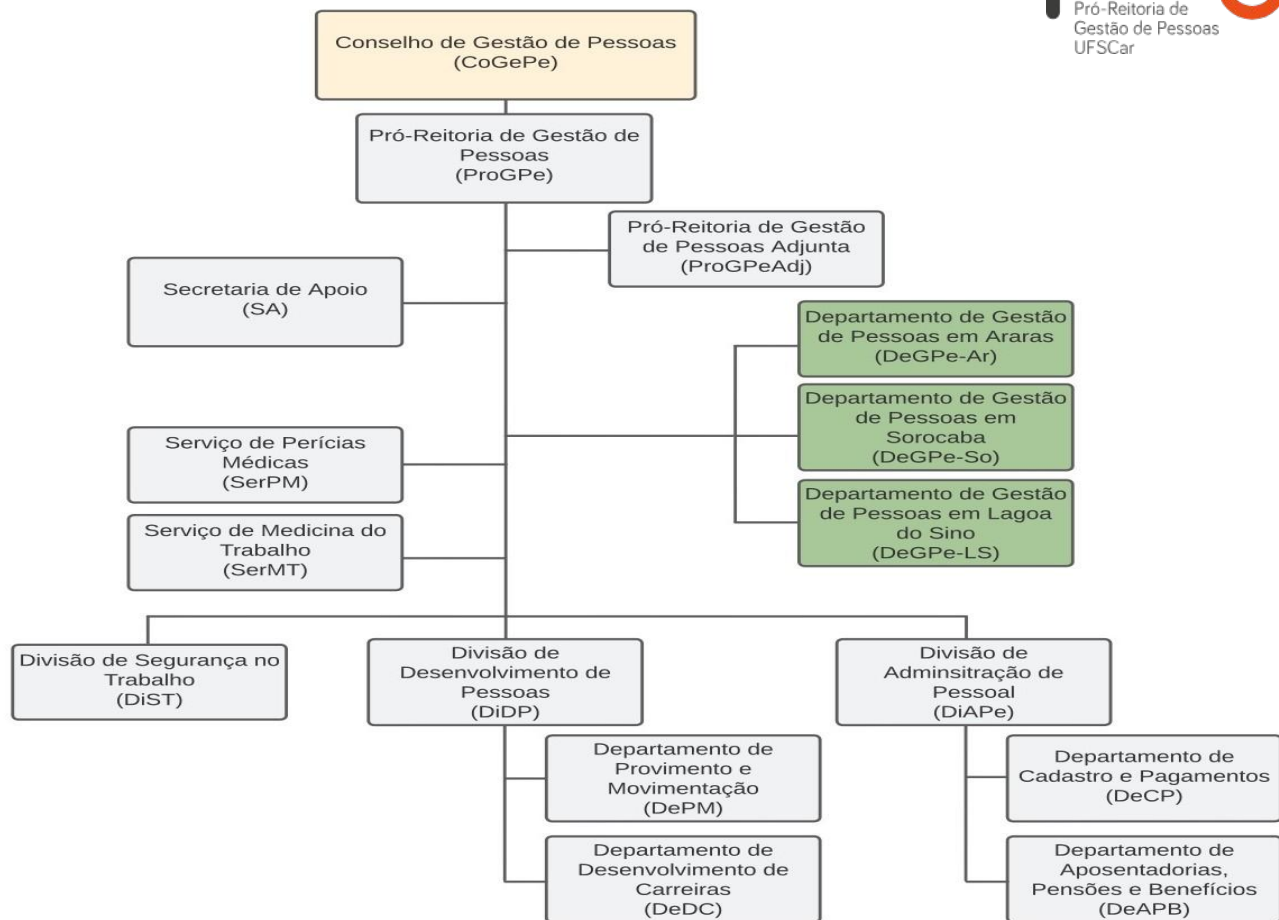 Pró-Reitoria de
Gestão de Pessoas
UFSCar
Conselho de Gestão de Pessoas
(CoGePe)
Pró-Reitoria de Gestão de
Pessoas
(ProGPe)
Pró-Reitoria de Gestão
de Pessoas Adjunta
(ProGPeAdj)
Secretaria de Apoio
(SA)
Departamento de Gestão
de Pessoas em Araras
(DeGPe-Ar)
Departamento de Gestão
de Pessoas em
Sorocaba
(DeGPe-So)
Departamento de Gestão
de Pessoas em Lagoa
do Sino
(DeGPe-LS)
Serviço de Perícias
Médicas
(SerPM)
Serviço de Medicina do
Trabalho
(SerMT)
Divisão de Segurança no
Trabalho
(DiST)
Divisão de
Desenvolvimento de
Pessoas
(DiDP)
Divisão de
Adminsitração de
Pessoal
(DiAPe)
Departamento de
Provimento e
Movimentação
(DePM)
Departamento de
Desenvolvimento de
Carreiras
(DeDC)
Departamento de
Cadastro e Pagamentos
(DeCP)
Departamento de
Aposentadorias,
Pensões e Benefícios
(DeAPB)